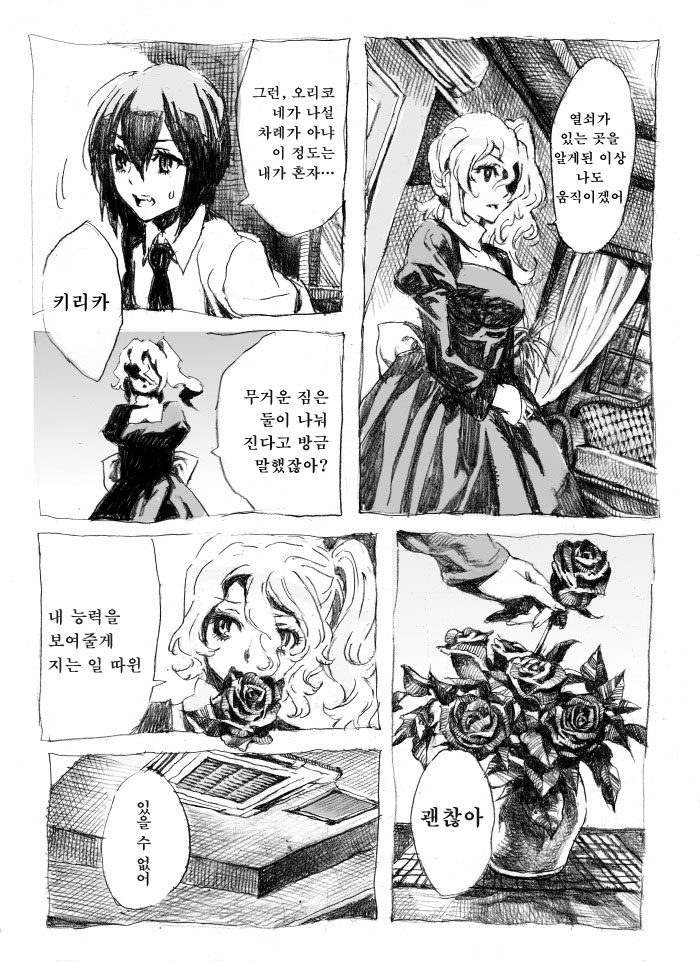 열쇠가
있는 곳을
알게된 이상
나도
움직이겠어
그런, 오리코
네가 나설
차례가 아냐
이 정도는
내가 혼자…
키리카
무거운 짐은
둘이 나눠
진다고 방금
말했잖아?
괜찮아
내 능력을
보여줄게
지는 일 따윈
있을 수 없어